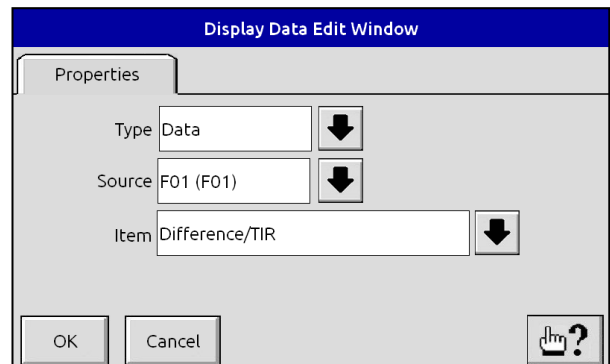 Display Data Edit Window
Properties
Type Data
Source F01 (F01)
Item Difference/TIR
OK Cancel ?